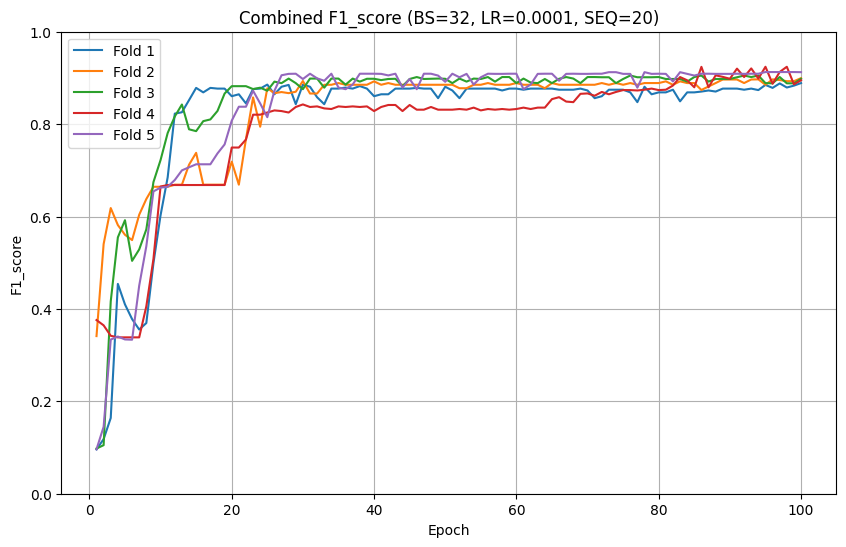 Combined F1_score (BS=32, LR=0.0001, SEQ=20)
Fold 1
Fold 2
Fold 3
Fold 4
Fold 5
F1_score
1.0
0.8
0.6
0.4
0.2
0.0
0 20 40 60 80 100
Epoch